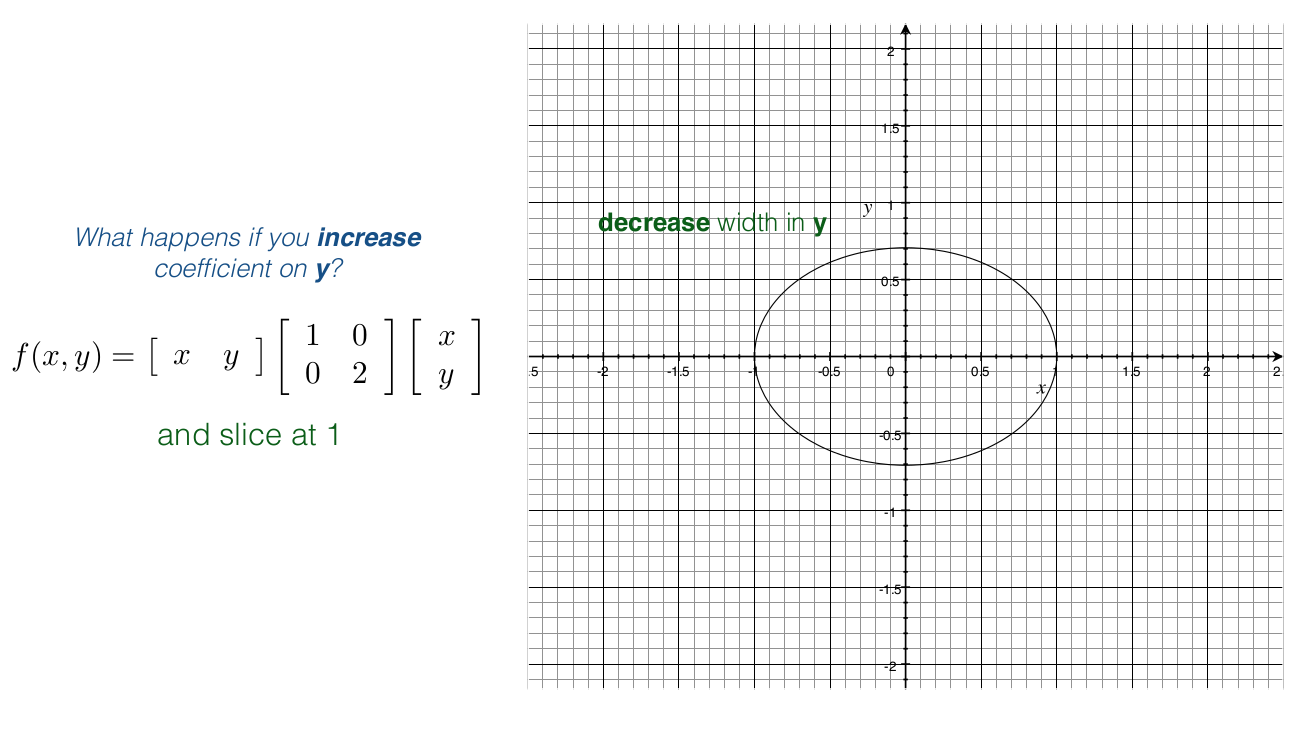 What happens if you increase
coefficient on y?
f(x, y) = [ x y ] [ 1 0 ] [ x ]
[ 0 2 ] [ y ]
and slice at 1
decrease width in y
y
2
1.5
1
0.5
.5 -2 -1.5 -1 -0.5 0 0.5 1 1.5 2 2.
x
-0.5
-1
-1.5
-2